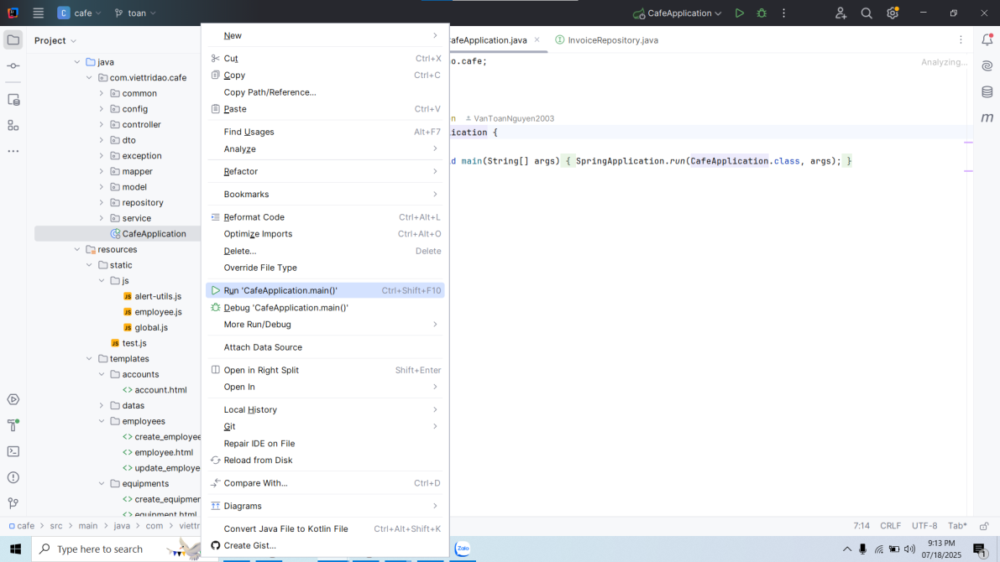 C cafe
toan
CafeApplication
Project
java
com.viettridao.cafe
common
config
controller
dto
exception
mapper
model
repository
service
CafeApplication
resources
static
js
JS alert-utils.js
JS employee.js
JS global.js
JS test.js
templates
accounts
<> account.html
datas
employees
<> create_employee
<> employee.html
<> update_employe
equipments
<> create_equipmer
<> equipment.html
New
Cut Ctrl+X
Copy Ctrl+C
Copy Path/Reference...
Paste Ctrl+V
Find Usages Alt+F7
Analyze
Refactor
Bookmarks
Reformat Code Ctrl+Alt+L
Optimize Imports Ctrl+Alt+O
Delete... Delete
Override File Type
Run 'CafeApplication.main()' Ctrl+Shift+F10
Debug 'CafeApplication.main()'
More Run/Debug
Attach Data Source
Open in Right Split Shift+Enter
Open In
Local History
Git
Repair IDE on File
Reload from Disk
Compare With... Ctrl+D
Diagrams
Convert Java File to Kotlin File Ctrl+Alt+Shift+K
Create Gist...
CafeApplication.java
InvoiceRepository.java
o.cafe;
Analyzing...
n VanToanNguyen2003
ication {
d main(String[] args) { SpringApplication.run(CafeApplication.class, args); }
m
cafe > src > main > java > com > viettr
7:14 CRLF UTF-8 Tab*
Type here to search
Zalo
9:13 PM
07/18/2025
1